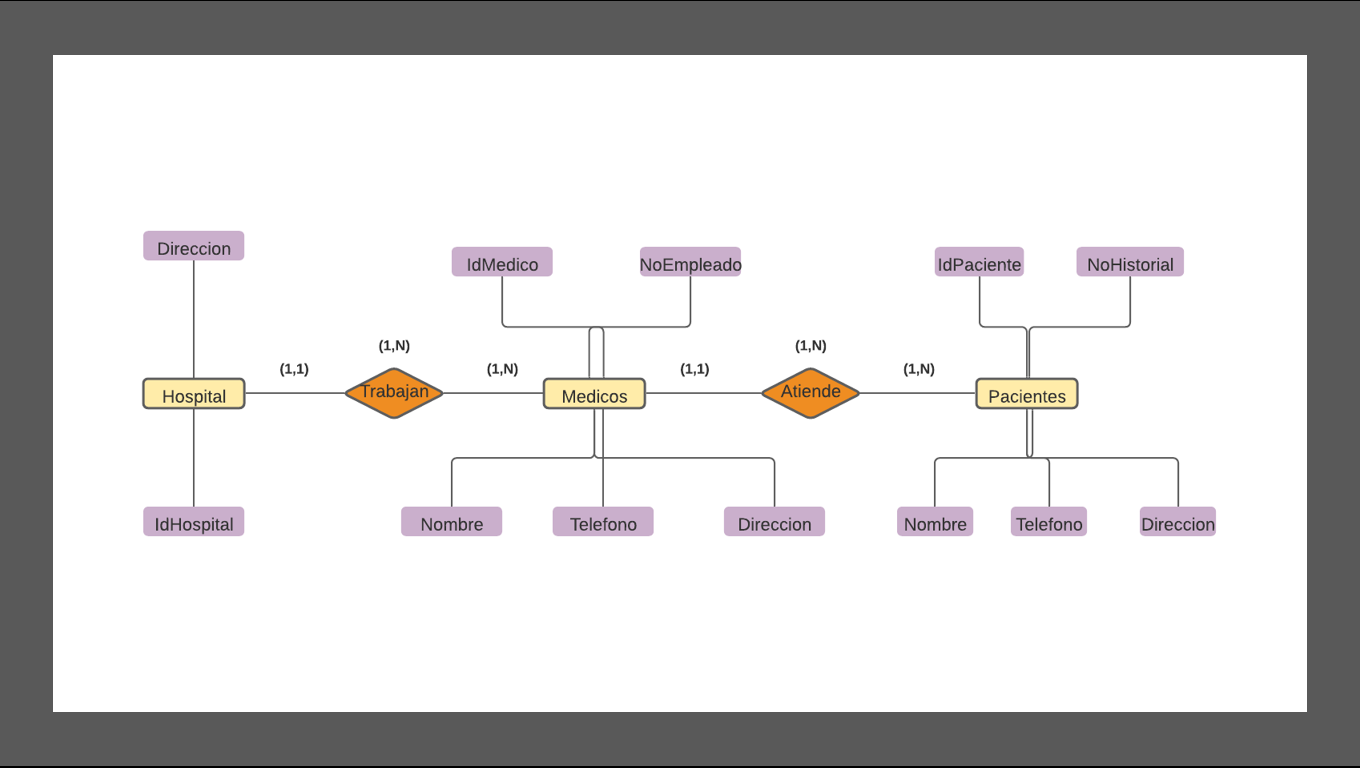 Direccion
IdMedico
NoEmpleado
IdPaciente
NoHistorial
(1,N)
(1,N)
(1,1)
(1,N)
(1,1)
(1,N)
Hospital
Trabajan
Medicos
Atiende
Pacientes
IdHospital
Nombre
Telefono
Direccion
Nombre
Telefono
Direccion